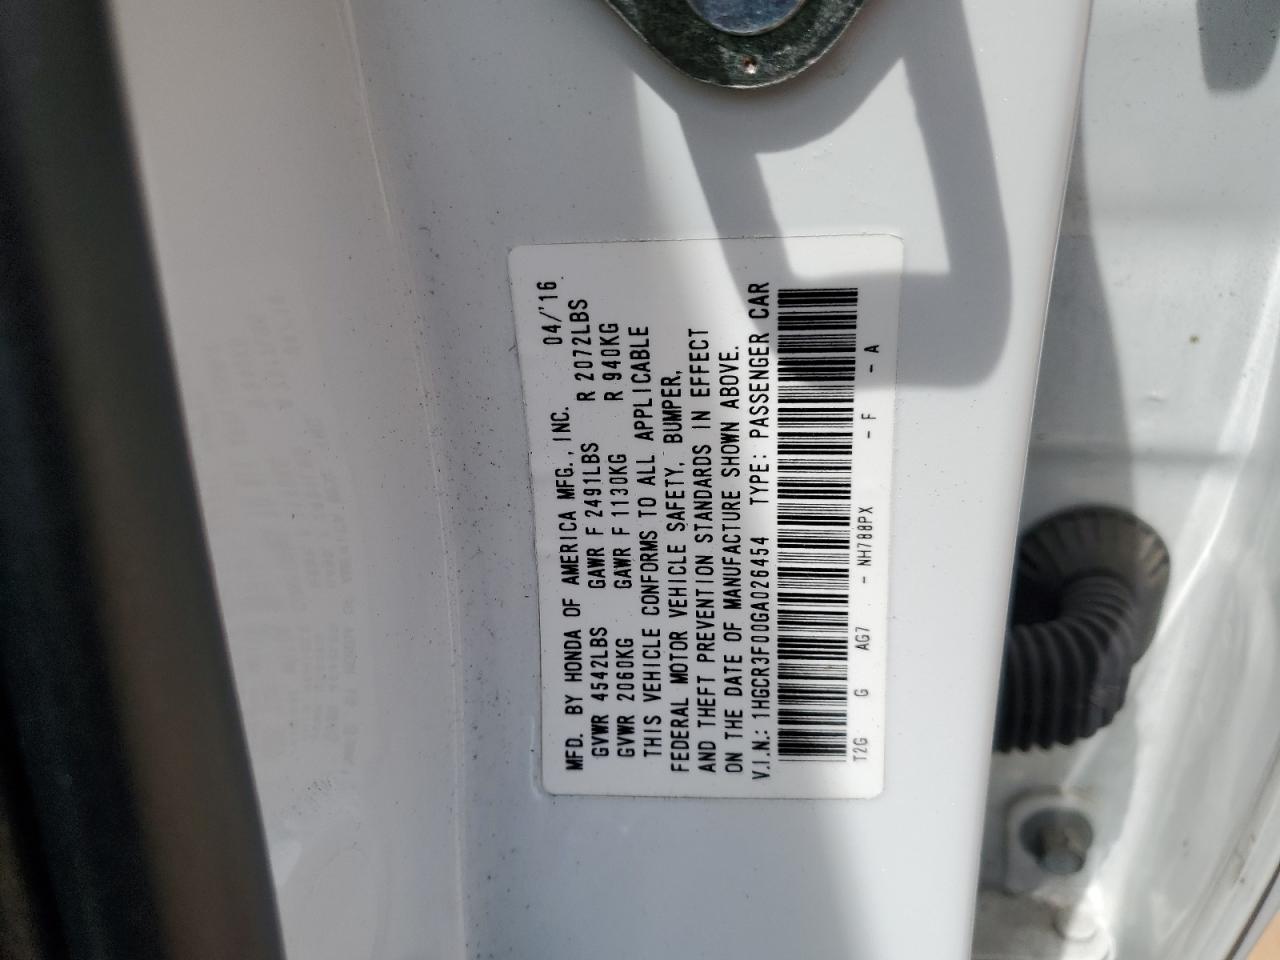 MFD. BY HONDA OF AMERICA MFG., INC. 04/'16
GVWR 4542LBS GAWR F 2491LBS R 2072LBS
GVWR 2060KG GAWR F 1130KG R 940KG
THIS VEHICLE CONFORMS TO ALL APPLICABLE
FEDERAL MOTOR VEHICLE SAFETY, BUMPER,
AND THEFT PREVENTION STANDARDS IN EFFECT
ON THE DATE OF MANUFACTURE SHOWN ABOVE.
V.I.N.: 1HGCR3F00GA026454 TYPE: PASSENGER CAR
T2G G AG7 - NH788PX - F - A